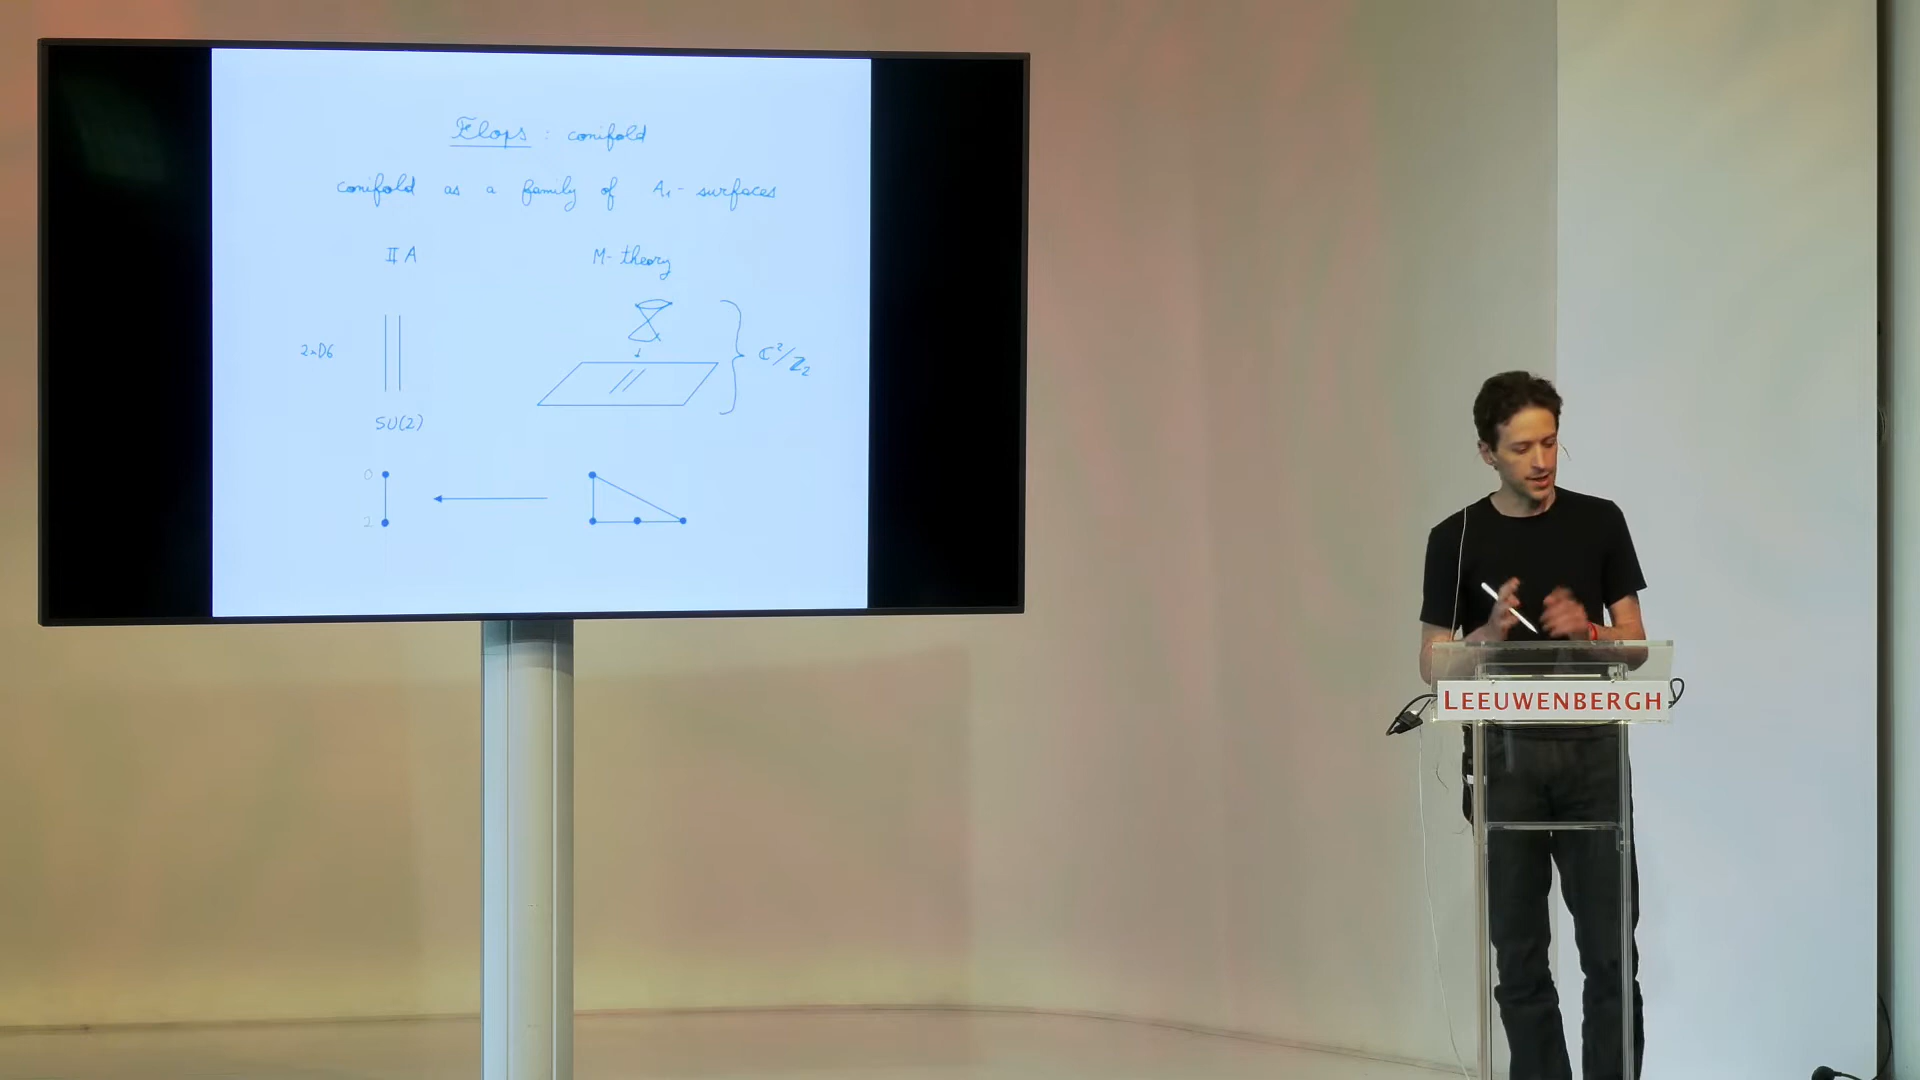 Flops : conifold
conifold as a family of A₁- surfaces
II A
M- theory
2×D6
ℂ²/ℤ₂
SU(2)
0
2
LEEUWENBERGH